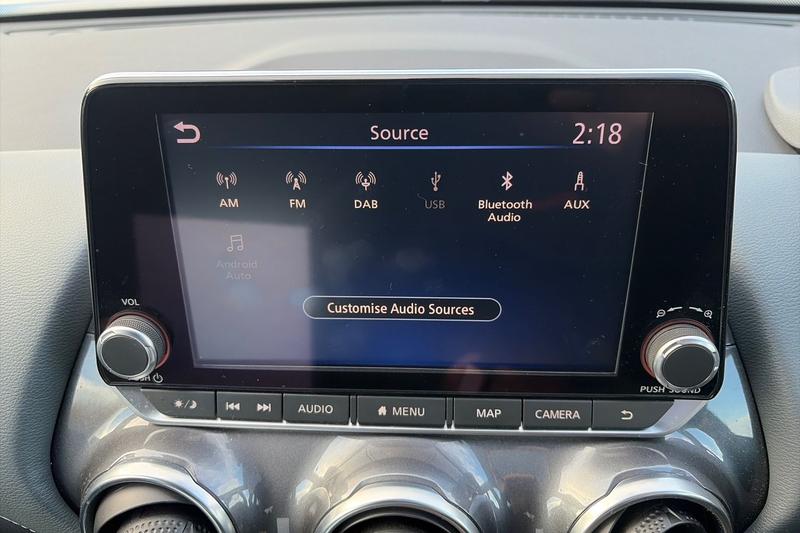 Source
2:18
AM
FM
DAB
USB
Bluetooth
Audio
AUX
Android
Auto
Customise Audio Sources
VOL
PUSH
PUSH SOUND
AUDIO
MENU
MAP
CAMERA